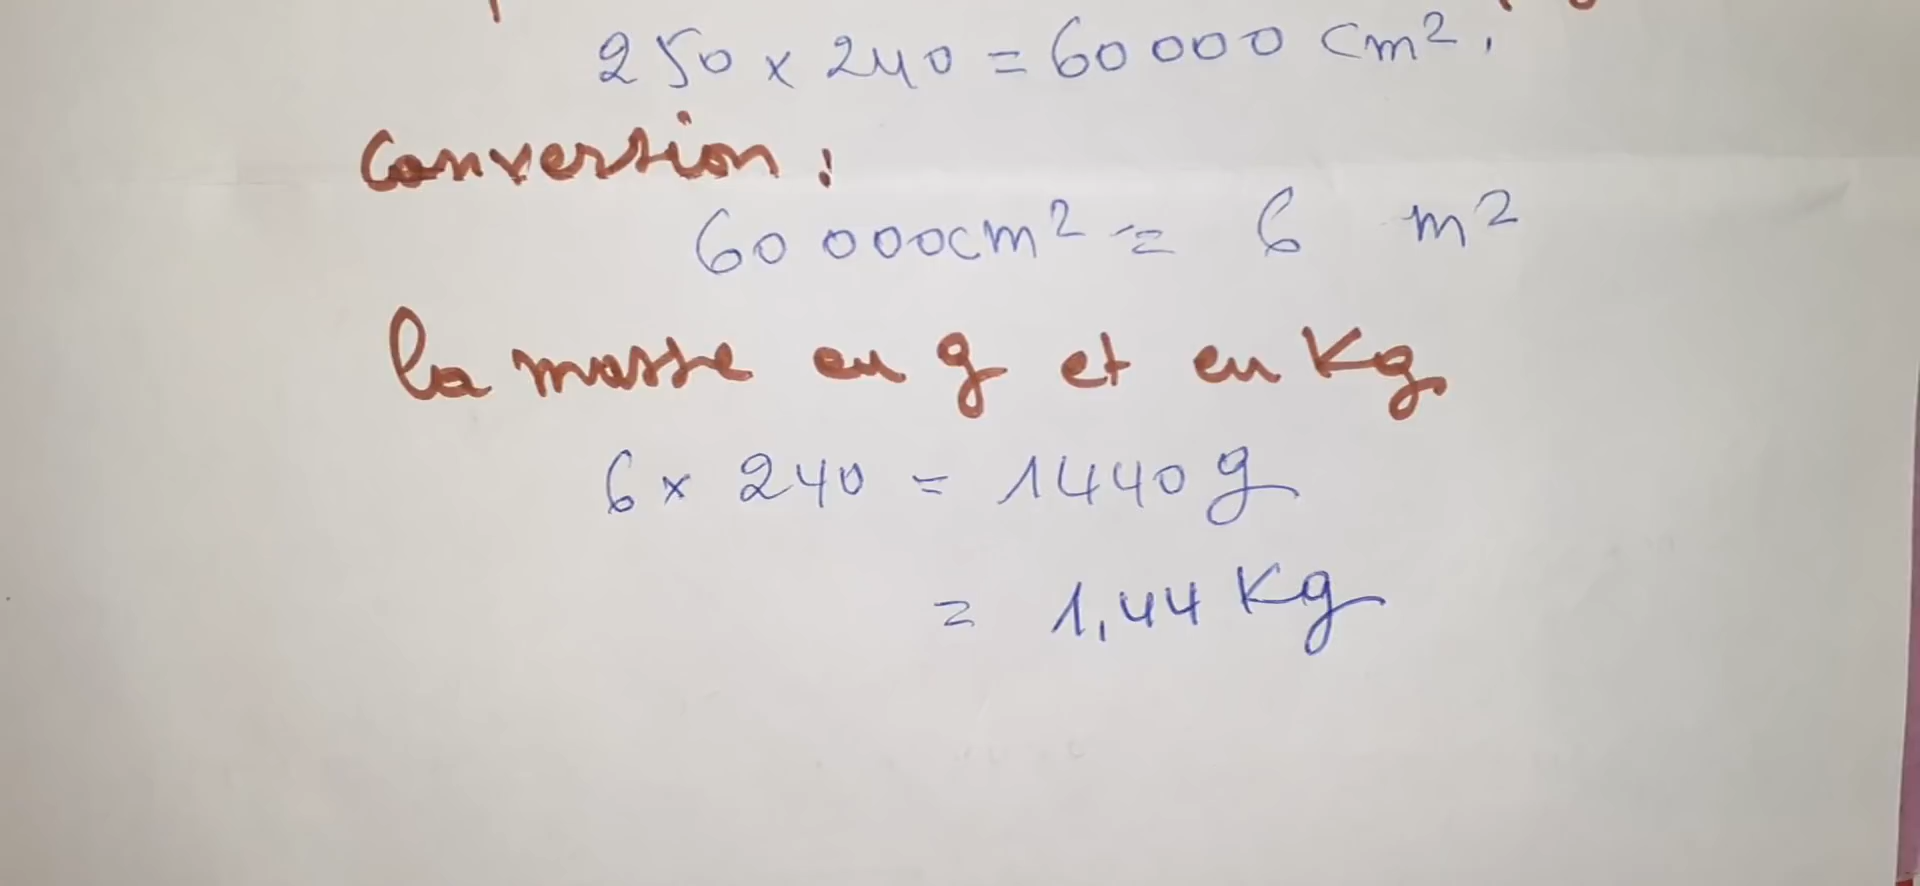 250 x 240 = 60 000 cm².
Conversion :
60 000cm² = 6 m²
la masse en g et en Kg
6 x 240 = 1440 g
= 1,44 Kg